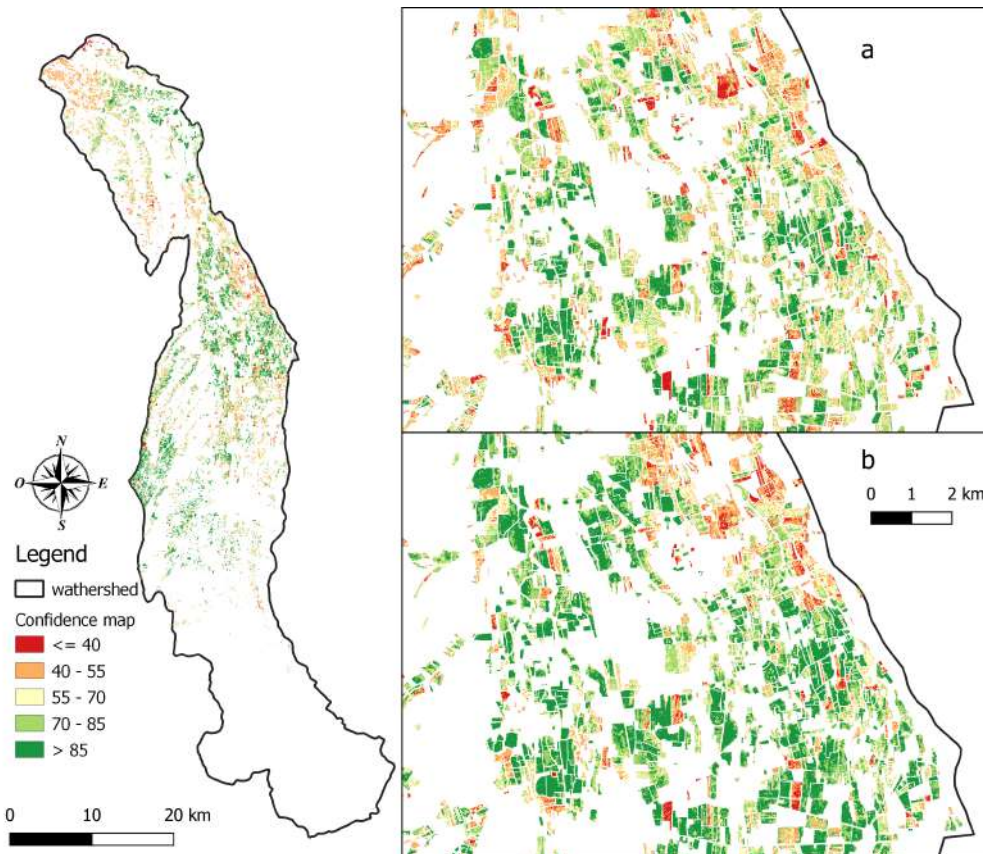 N
O E
S
Legend
wathershed
Confidence map
<= 40
40 - 55
55 - 70
70 - 85
> 85
0 10 20 km
a
b
0 1 2 km